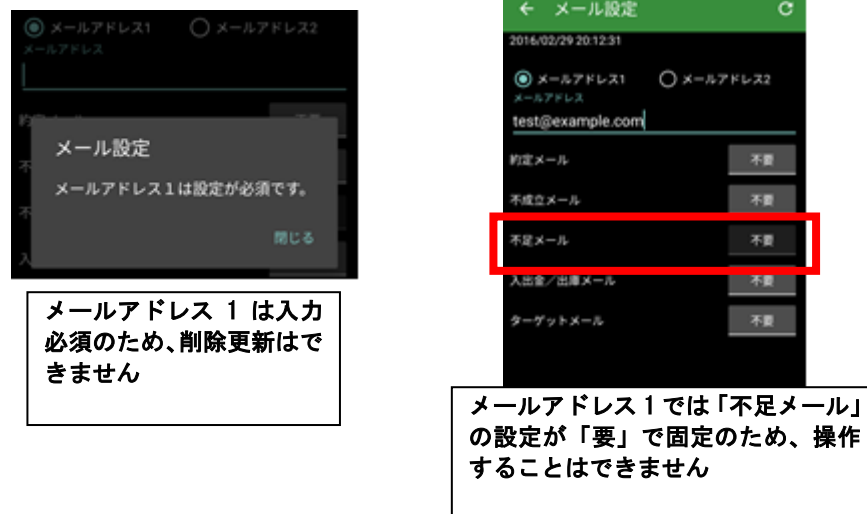 メールアドレス1 メールアドレス2
メールアドレス
メール設定
メールアドレス１は設定が必須です。
閉じる
メールアドレス 1 は入力
必須のため、削除更新はで
きません
メール設定
2016/02/29 20:12:31
メールアドレス1 メールアドレス2
メールアドレス
test@example.com
約定メール 不要
不成立メール 不要
不足メール 不要
入出金／出庫メール 不要
ターゲットメール 不要
メールアドレス１では「不足メール」
の設定が「要」で固定のため、操作
することはできません